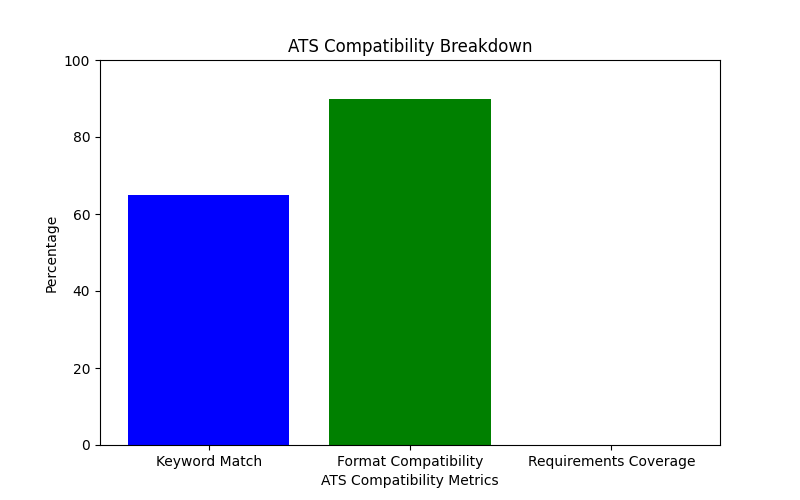 ATS Compatibility Breakdown
100
80
60
40
20
0
Percentage
Keyword Match Format Compatibility Requirements Coverage
ATS Compatibility Metrics